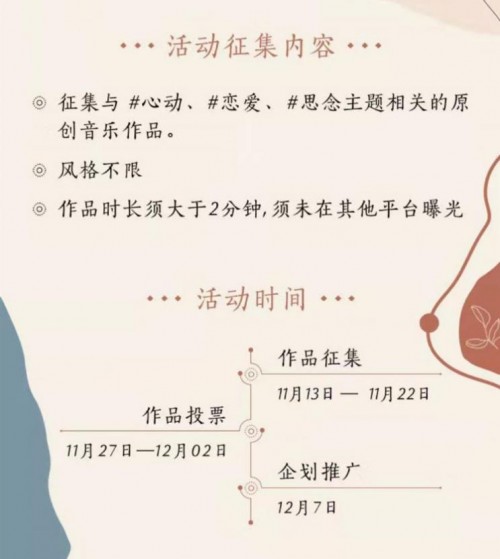 活动征集内容
征集与 #心动、#恋爱、#思念主题相关的原
创音乐作品。
风格不限
作品时长须大于2分钟,须未在其他平台曝光
活动时间
作品征集
11月13日 — 11月22日
作品投票
11月27日—12月02日
企划推广
12月7日